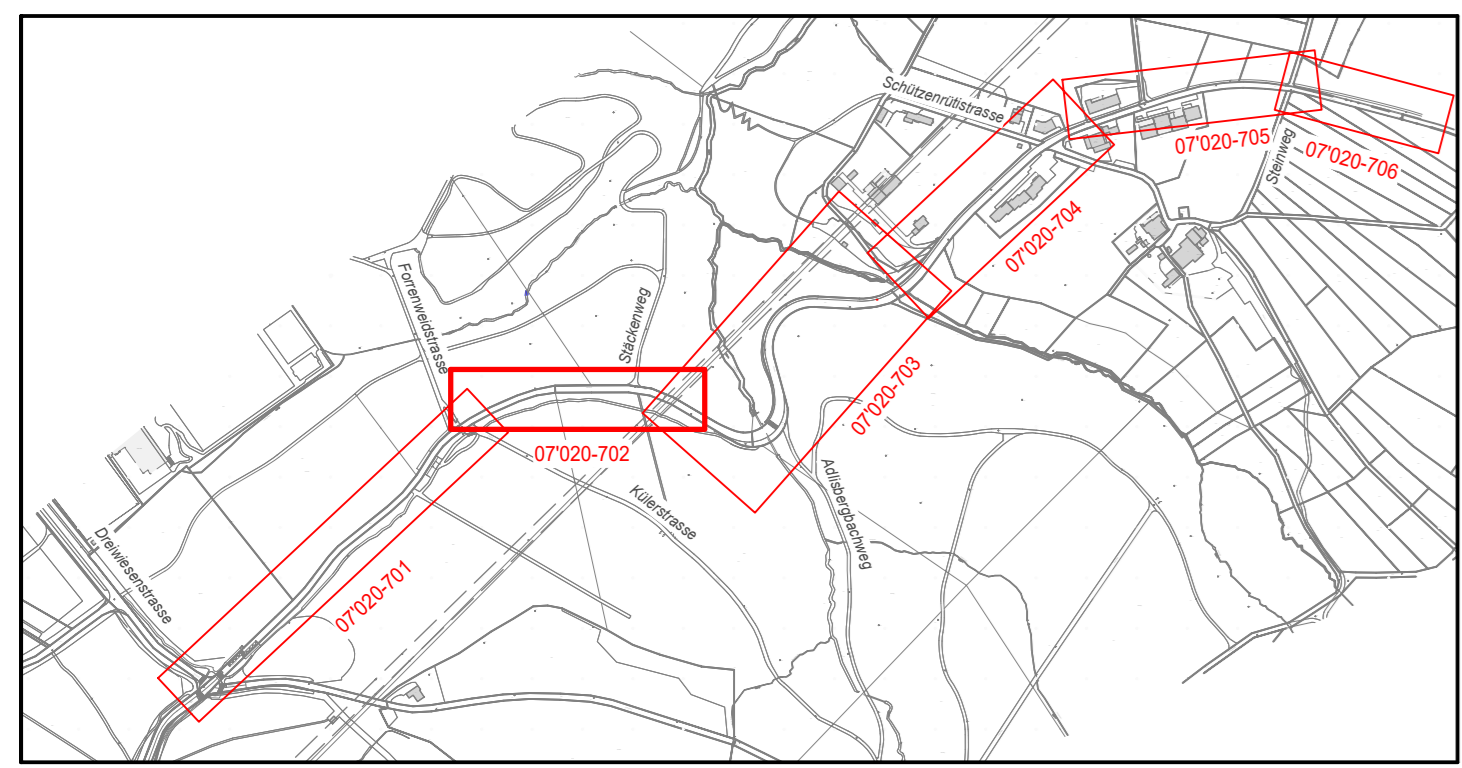 Schützenrütistrasse
07'020-705
07'020-706
Steinweg
07'020-704
Forrenweidstrasse
Stäckenweg
07'020-703
07'020-702
Külerstrasse
Adlisbergbachweg
Dreiwiesenstrasse
07'020-701